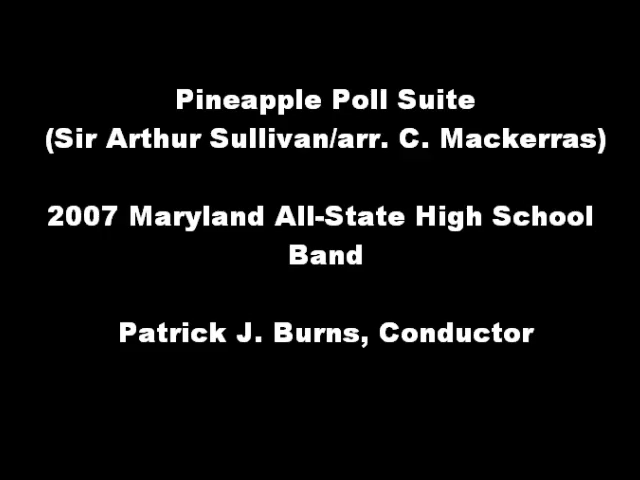 Pineapple Poll Suite
(Sir Arthur Sullivan/arr. C. Mackerras)
2007 Maryland All-State High School
Band
Patrick J. Burns, Conductor